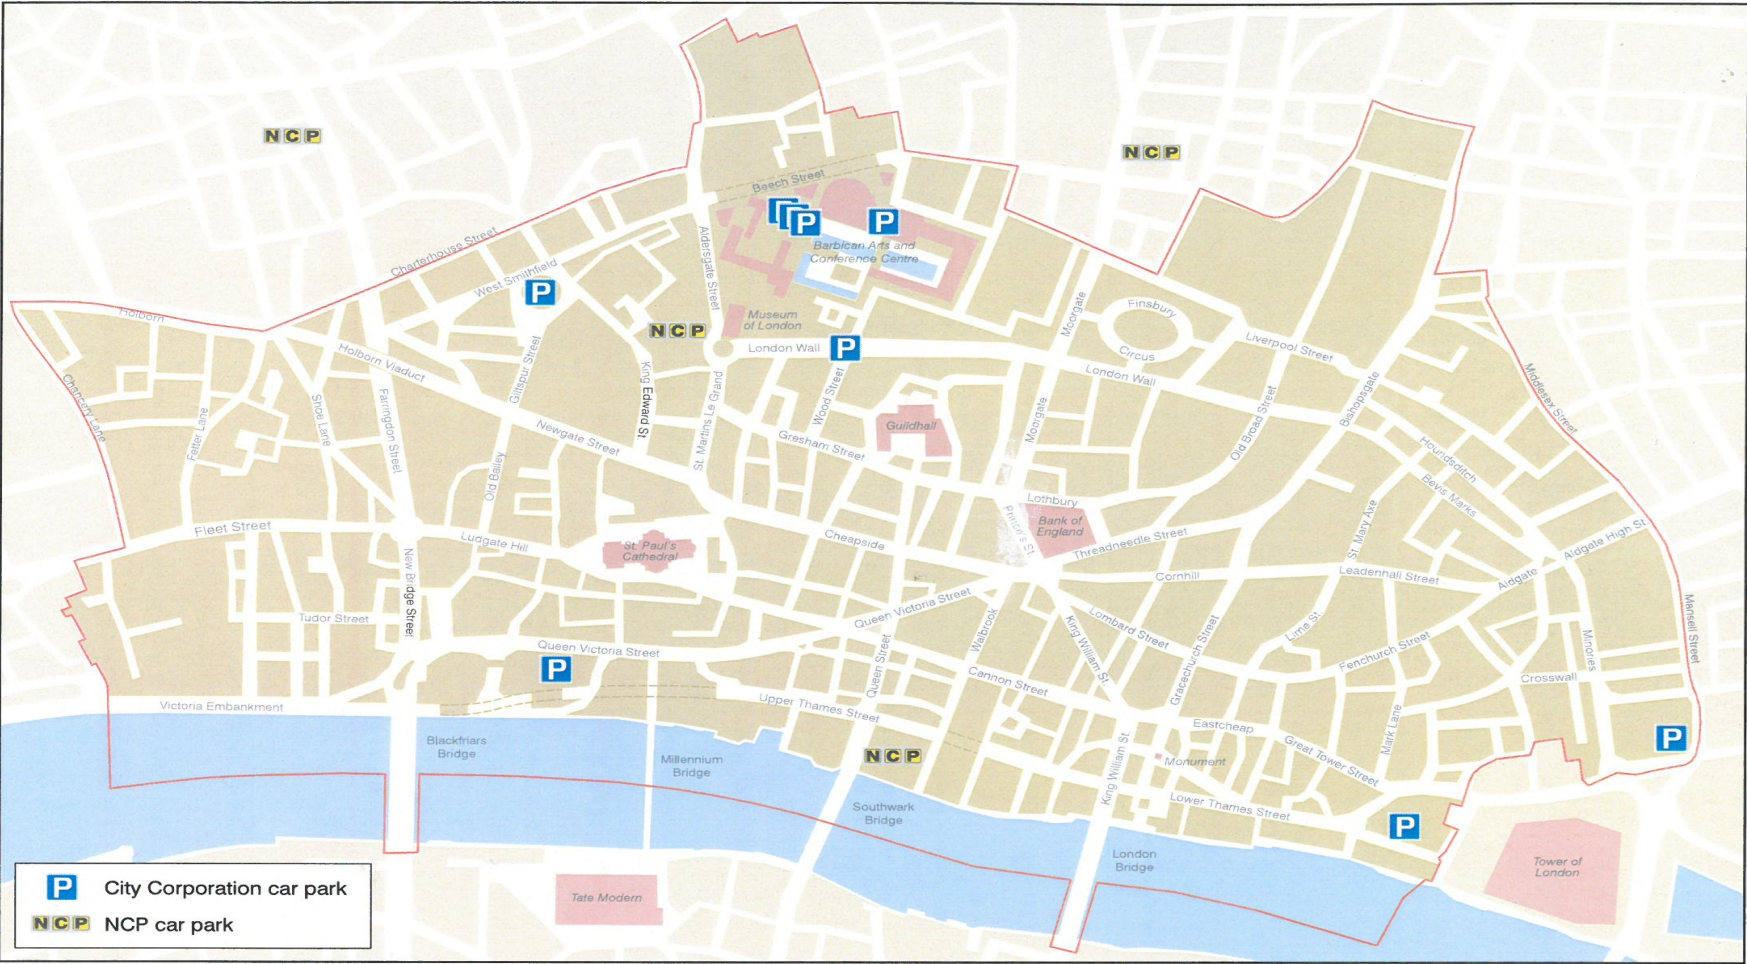 NCP
NCP
Beech Street
P
P
Barbican Arts and
Conference Centre
Charterhouse Street
West Smithfield
P
Aldersgate Street
Holborn
Museum
of London
NCP
London Wall
P
Moorgate
Finsbury
Circus
Liverpool Street
London Wall
Holborn Viaduct
Giltspur Street
King Edward St.
St. Martins Le Grand
Wood Street
Chancery Lane
Fetter Lane
Shoe Lane
Farringdon Street
Old Bailey
Newgate Street
Gresham Street
Guildhall
Moorgate
Old Broad Street
Bishopsgate
Middlesex Street
Houndsditch
Bevis Marks
St. Mary Axe
Lothbury
Bank of
England
Princes St.
Threadneedle Street
Fleet Street
Ludgate Hill
St. Paul's
Cathedral
Cheapside
Cornhill
Leadenhall Street
Aldgate
Aldgate High St
New Bridge Street
Tudor Street
Queen Victoria Street
Queen Victoria Street
P
Queen Street
Walbrook
King William St.
Lombard Street
Gracechurch Street
Lime St.
Fenchurch Street
Minories
Mansell Street
Crosswall
Cannon Street
Victoria Embankment
Upper Thames Street
Eastcheap
Great Tower Street
Mark Lane
P
Blackfriars
Bridge
Millennium
Bridge
NCP
King William St.
Monument
Lower Thames Street
Southwark
Bridge
P
London
Bridge
Tower of
London
Tate Modern
P City Corporation car park
NCP NCP car park